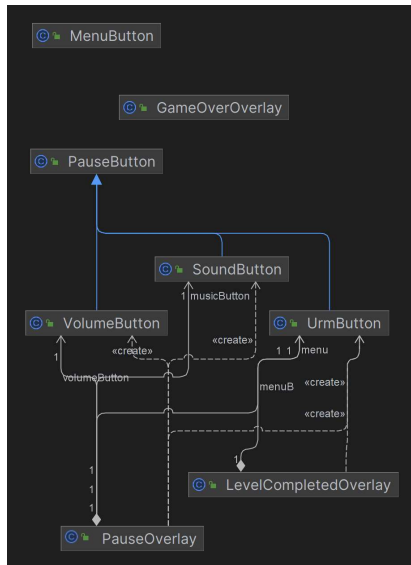 MenuButton
GameOverOverlay
PauseButton
SoundButton
1 musicButton
VolumeButton
UrmButton
«create»
«create»
1 1 menu
1
volumeButton
menuB
«create»
«create»
1
1
LevelCompletedOverlay
1
1
PauseOverlay